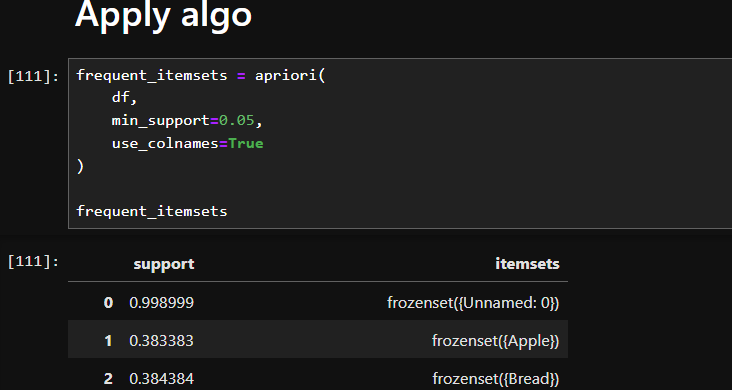 Apply algo
[111]: frequent_itemsets = apriori(
    df,
    min_support=0.05,
    use_colnames=True
)
frequent_itemsets
[111]: support itemsets
0 0.998999 frozenset({Unnamed: 0})
1 0.383383 frozenset({Apple})
2 0.384384 frozenset({Bread})